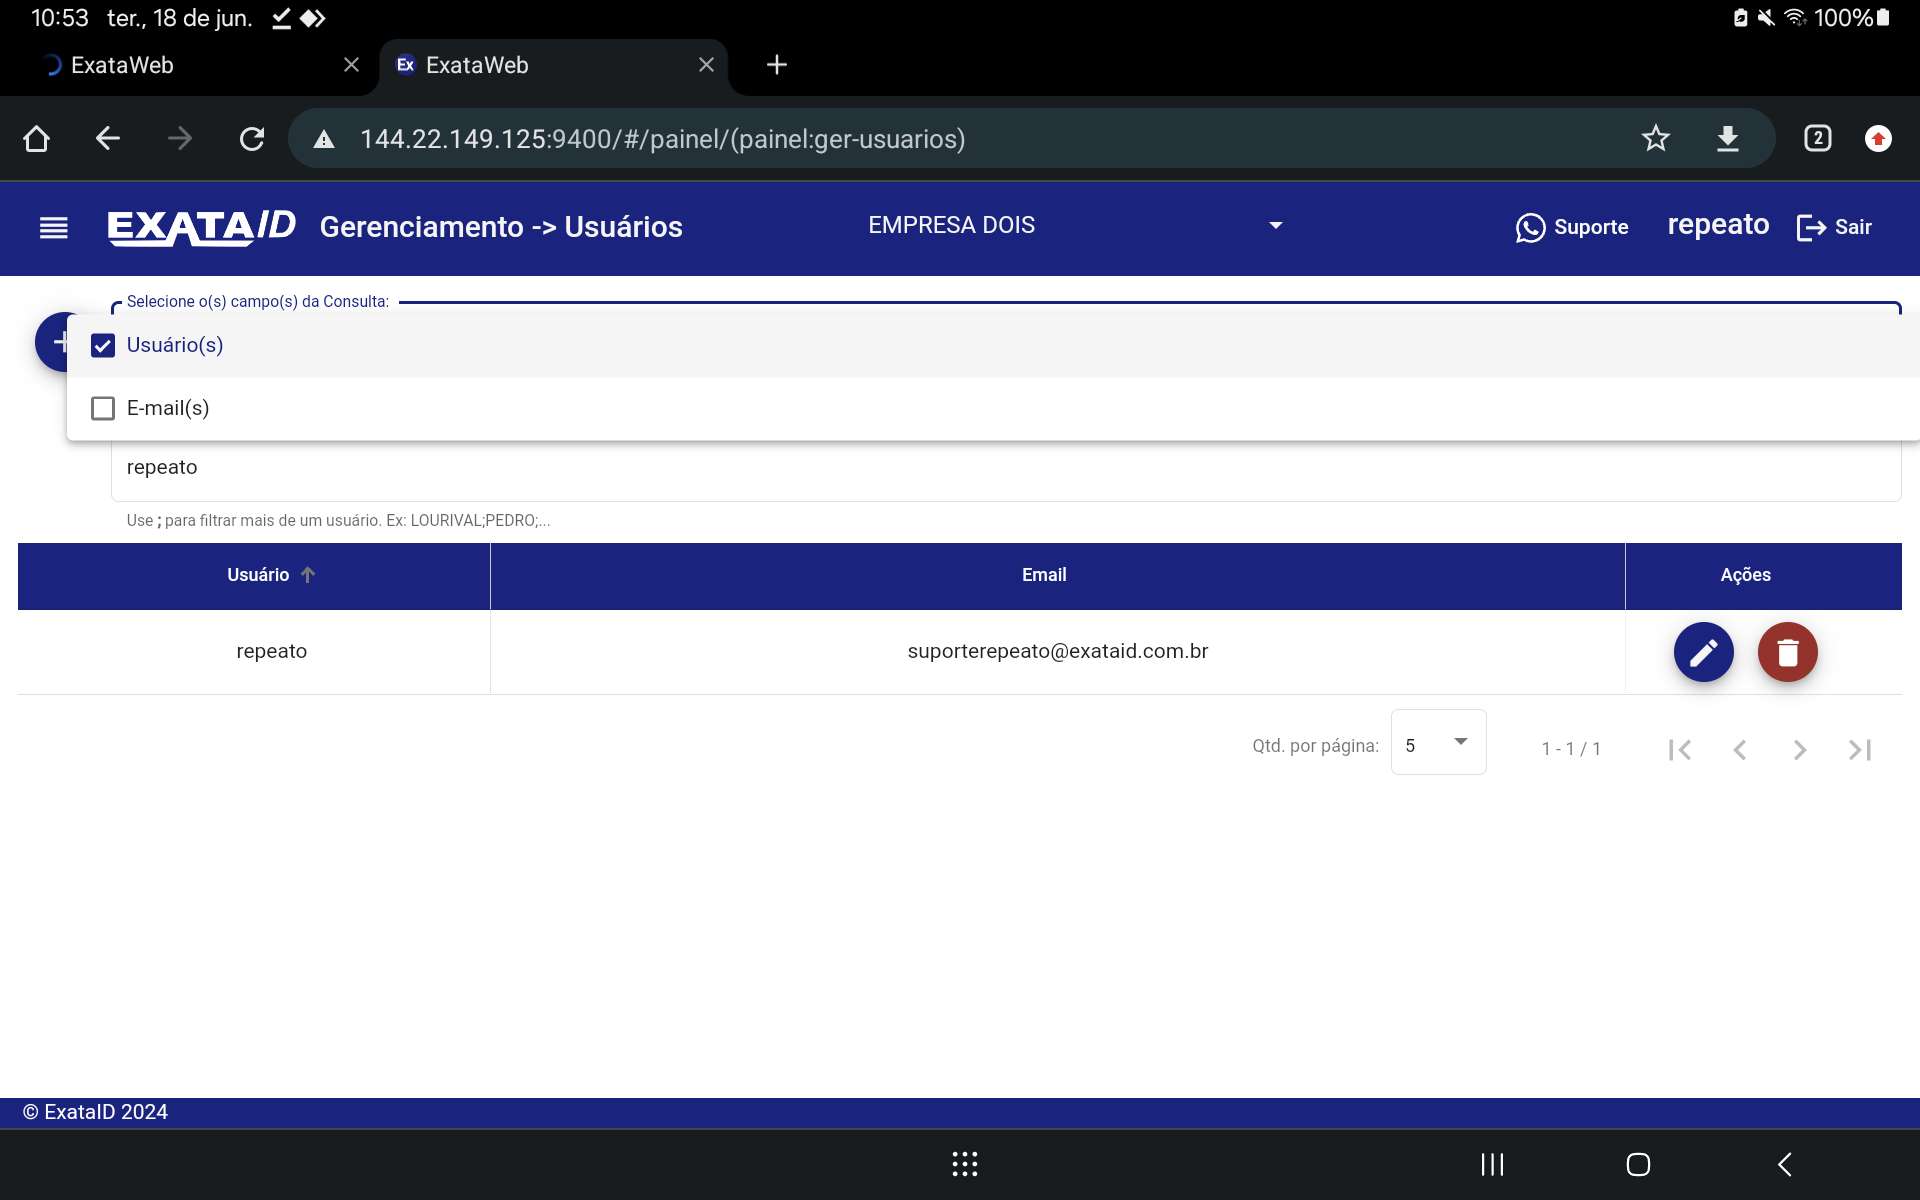 10:53 ter., 18 de jun. 100%
ExataWeb
Ex ExataWeb
144.22.149.125:9400/#/painel/(painel:ger-usuarios) 2
EXATAID Gerenciamento -> Usuários EMPRESA DOIS Suporte repeato Sair
Selecione o(s) campo(s) da Consulta:
Usuário(s)
E-mail(s)
repeato
Use ; para filtrar mais de um usuário. Ex: LOURIVAL;PEDRO;...
Usuário Email Ações
repeato suporterepeato@exataid.com.br
Qtd. por página: 5 1 - 1 / 1
© ExataID 2024